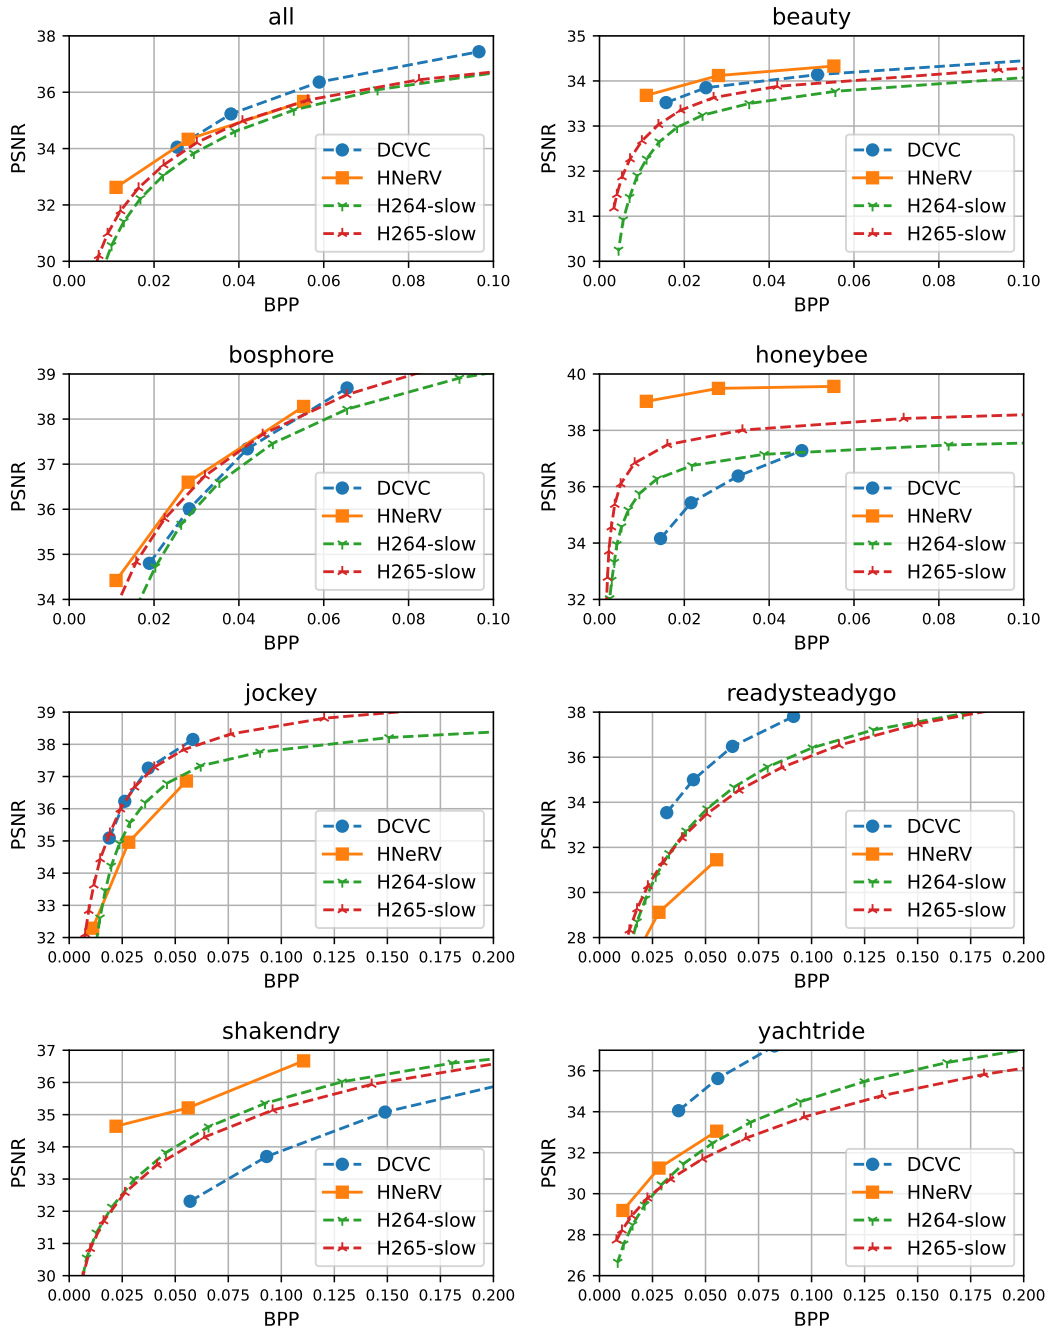 all
PSNR
38
36
34
32
30
0.00 0.02 0.04 0.06 0.08 0.10
BPP
DCVC
HNeRV
H264-slow
H265-slow
beauty
PSNR
35
34
33
32
31
30
0.00 0.02 0.04 0.06 0.08 0.10
BPP
DCVC
HNeRV
H264-slow
H265-slow
bosphore
PSNR
39
38
37
36
35
34
0.00 0.02 0.04 0.06 0.08 0.10
BPP
DCVC
HNeRV
H264-slow
H265-slow
honeybee
PSNR
40
38
36
34
32
0.00 0.02 0.04 0.06 0.08 0.10
BPP
DCVC
HNeRV
H264-slow
H265-slow
jockey
PSNR
39
38
37
36
35
34
33
32
0.000 0.025 0.050 0.075 0.100 0.125 0.150 0.175 0.200
BPP
DCVC
HNeRV
H264-slow
H265-slow
readysteadygo
PSNR
38
36
34
32
30
28
0.000 0.025 0.050 0.075 0.100 0.125 0.150 0.175 0.200
BPP
DCVC
HNeRV
H264-slow
H265-slow
shakendry
PSNR
37
36
35
34
33
32
31
30
0.000 0.025 0.050 0.075 0.100 0.125 0.150 0.175 0.200
BPP
DCVC
HNeRV
H264-slow
H265-slow
yachtride
PSNR
36
34
32
30
28
26
0.000 0.025 0.050 0.075 0.100 0.125 0.150 0.175 0.200
BPP
DCVC
HNeRV
H264-slow
H265-slow